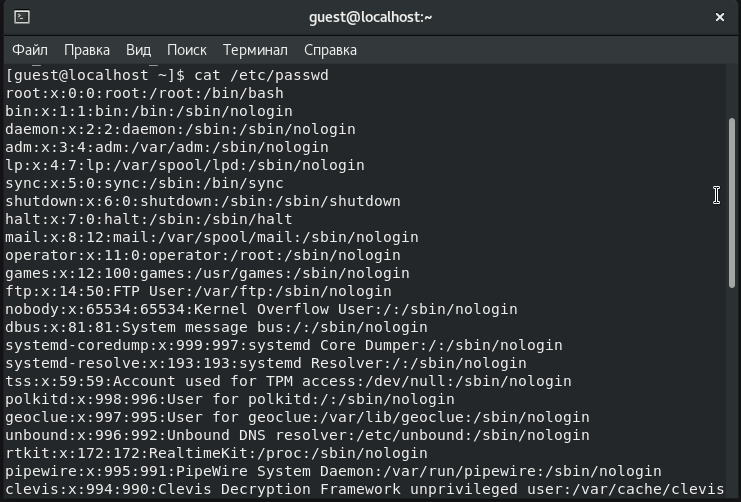 guest@localhost:~
Файл Правка Вид Поиск Терминал Справка
[guest@localhost ~]$ cat /etc/passwd
root:x:0:0:root:/root:/bin/bash
bin:x:1:1:bin:/bin:/sbin/nologin
daemon:x:2:2:daemon:/sbin:/sbin/nologin
adm:x:3:4:adm:/var/adm:/sbin/nologin
lp:x:4:7:lp:/var/spool/lpd:/sbin/nologin
sync:x:5:0:sync:/sbin:/bin/sync
shutdown:x:6:0:shutdown:/sbin:/sbin/shutdown
halt:x:7:0:halt:/sbin:/sbin/halt
mail:x:8:12:mail:/var/spool/mail:/sbin/nologin
operator:x:11:0:operator:/root:/sbin/nologin
games:x:12:100:games:/usr/games:/sbin/nologin
ftp:x:14:50:FTP User:/var/ftp:/sbin/nologin
nobody:x:65534:65534:Kernel Overflow User:/:/sbin/nologin
dbus:x:81:81:System message bus:/:/sbin/nologin
systemd-coredump:x:999:997:systemd Core Dumper:/:/sbin/nologin
systemd-resolve:x:193:193:systemd Resolver:/:/sbin/nologin
tss:x:59:59:Account used for TPM access:/dev/null:/sbin/nologin
polkitd:x:998:996:User for polkitd:/:/sbin/nologin
geoclue:x:997:995:User for geoclue:/var/lib/geoclue:/sbin/nologin
unbound:x:996:992:Unbound DNS resolver:/etc/unbound:/sbin/nologin
rtkit:x:172:172:RealtimeKit:/proc:/sbin/nologin
pipewire:x:995:991:PipeWire System Daemon:/var/run/pipewire:/sbin/nologin
clevis:x:994:990:Clevis Decryption Framework unprivileged user:/var/cache/clevis